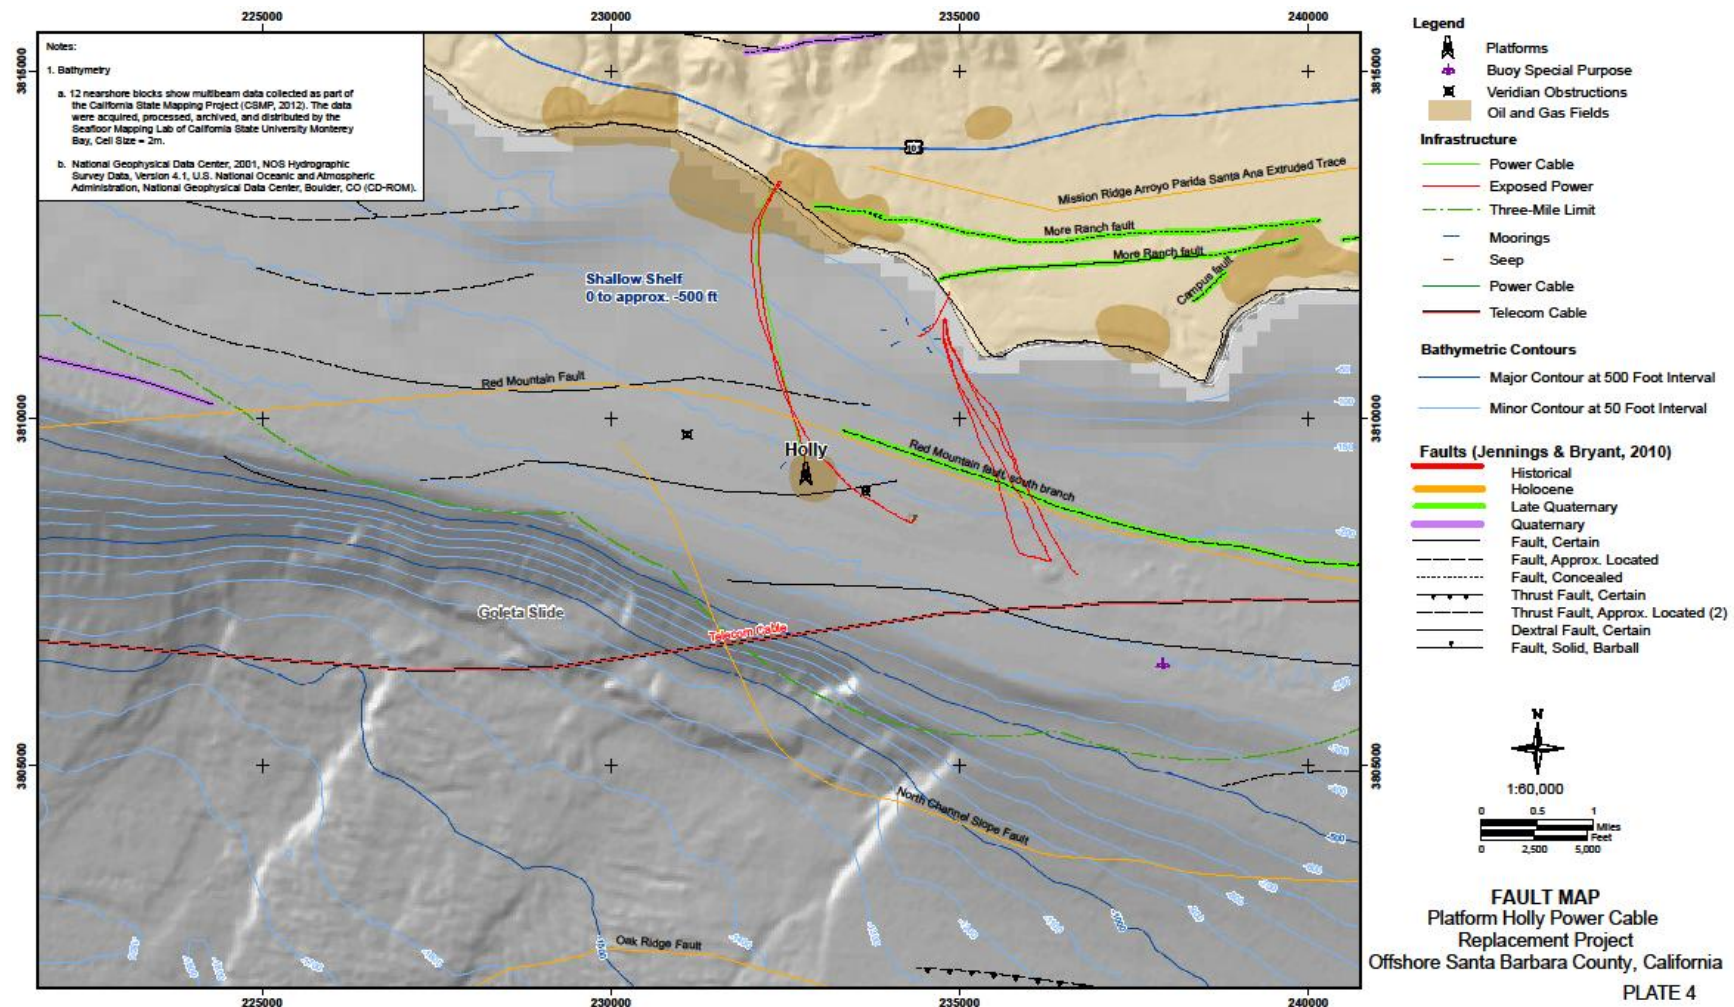 225000
230000
235000
240000
3815000
3810000
3805000
3815000
3810000
3805000
225000
230000
235000
240000
Notes:
1. Bathymetry
a. 12 nearshore blocks show multibeam data collected as part of
the California State Mapping Project (CSMP, 2012). The data
were acquired, processed, archived, and distributed by the
Seafloor Mapping Lab of California State University Monterey
Bay, Cell Size = 2m.
b. National Geophysical Data Center, 2001, NOS Hydrographic
Survey Data, Version 4.1, U.S. National Oceanic and Atmospheric
Administration, National Geophysical Data Center, Boulder, CO (CD-ROM).
101
Mission Ridge Arroyo Parida Santa Ana Extruded Trace
More Ranch fault
More Ranch fault
Campus fault
Shallow Shelf
0 to approx. -500 ft
Red Mountain Fault
Holly
Red Mountain fault, south branch
Goleta Slide
Telecom Cable
North Channel Slope Fault
Oak Ridge Fault
-500
-1000
Legend
Platforms
Buoy Special Purpose
Veridian Obstructions
Oil and Gas Fields
Infrastructure
Power Cable
Exposed Power
Three-Mile Limit
Moorings
Seep
Power Cable
Telecom Cable
Bathymetric Contours
Major Contour at 500 Foot Interval
Minor Contour at 50 Foot Interval
Faults (Jennings & Bryant, 2010)
Historical
Holocene
Late Quaternary
Quaternary
Fault, Certain
Fault, Approx. Located
Fault, Concealed
Thrust Fault, Certain
Thrust Fault, Approx. Located (2)
Dextral Fault, Certain
Fault, Solid, Barball
N
1:60,000
0 0.5 1
Miles
Feet
0 2,500 5,000
FAULT MAP
Platform Holly Power Cable
Replacement Project
Offshore Santa Barbara County, California
PLATE 4